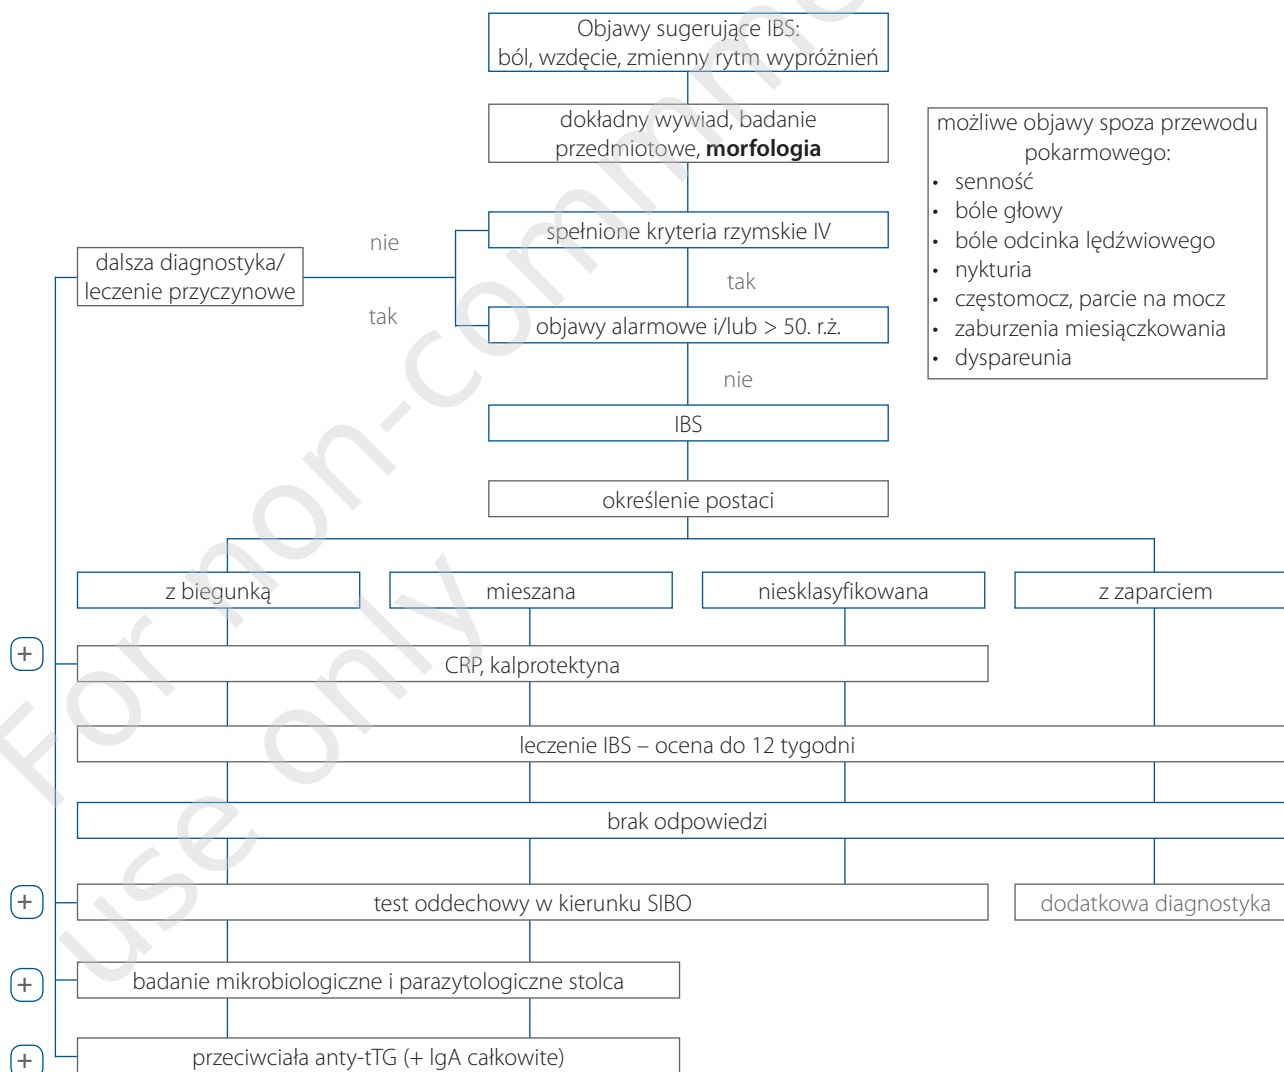 Objawy sugerujące IBS:
ból, wzdęcie, zmienny rytm wypróżnień
dokładny wywiad, badanie
przedmiotowe, morfologia
możliwe objawy spoza przewodu
pokarmowego:
• senność
• bóle głowy
• bóle odcinka lędźwiowego
• nykturia
• częstomocz, parcie na mocz
• zaburzenia miesiączkowania
• dyspareunia
spełnione kryteria rzymskie IV
nie
dalsza diagnostyka/
leczenie przyczynowe
tak
tak
objawy alarmowe i/lub > 50. r.ż.
nie
IBS
określenie postaci
z biegunką
mieszana
niesklasyfikowana
z zaparciem
+
CRP, kalprotektyna
leczenie IBS – ocena do 12 tygodni
brak odpowiedzi
+
test oddechowy w kierunku SIBO
dodatkowa diagnostyka
+
badanie mikrobiologiczne i parazytologiczne stolca
+
przeciwciała anty-tTG (+ IgA całkowite)
For non-comme
use only